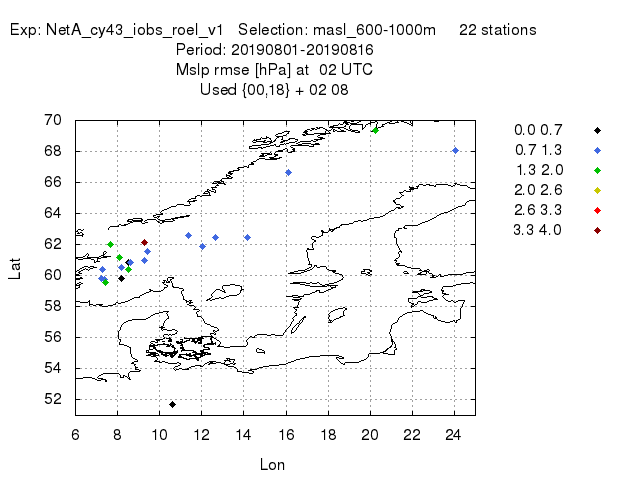 Exp: NetA_cy43_iobs_roel_v1 Selection: masl_600-1000m 22 stations
Period: 20190801-20190816
Mslp rmse [hPa] at 02 UTC
Used {00,18} + 02 08
70
68
66
64
62
60
58
56
54
52
Lat
6 8 10 12 14 16 18 20 22 24
Lon
0.0 0.7
0.7 1.3
1.3 2.0
2.0 2.6
2.6 3.3
3.3 4.0